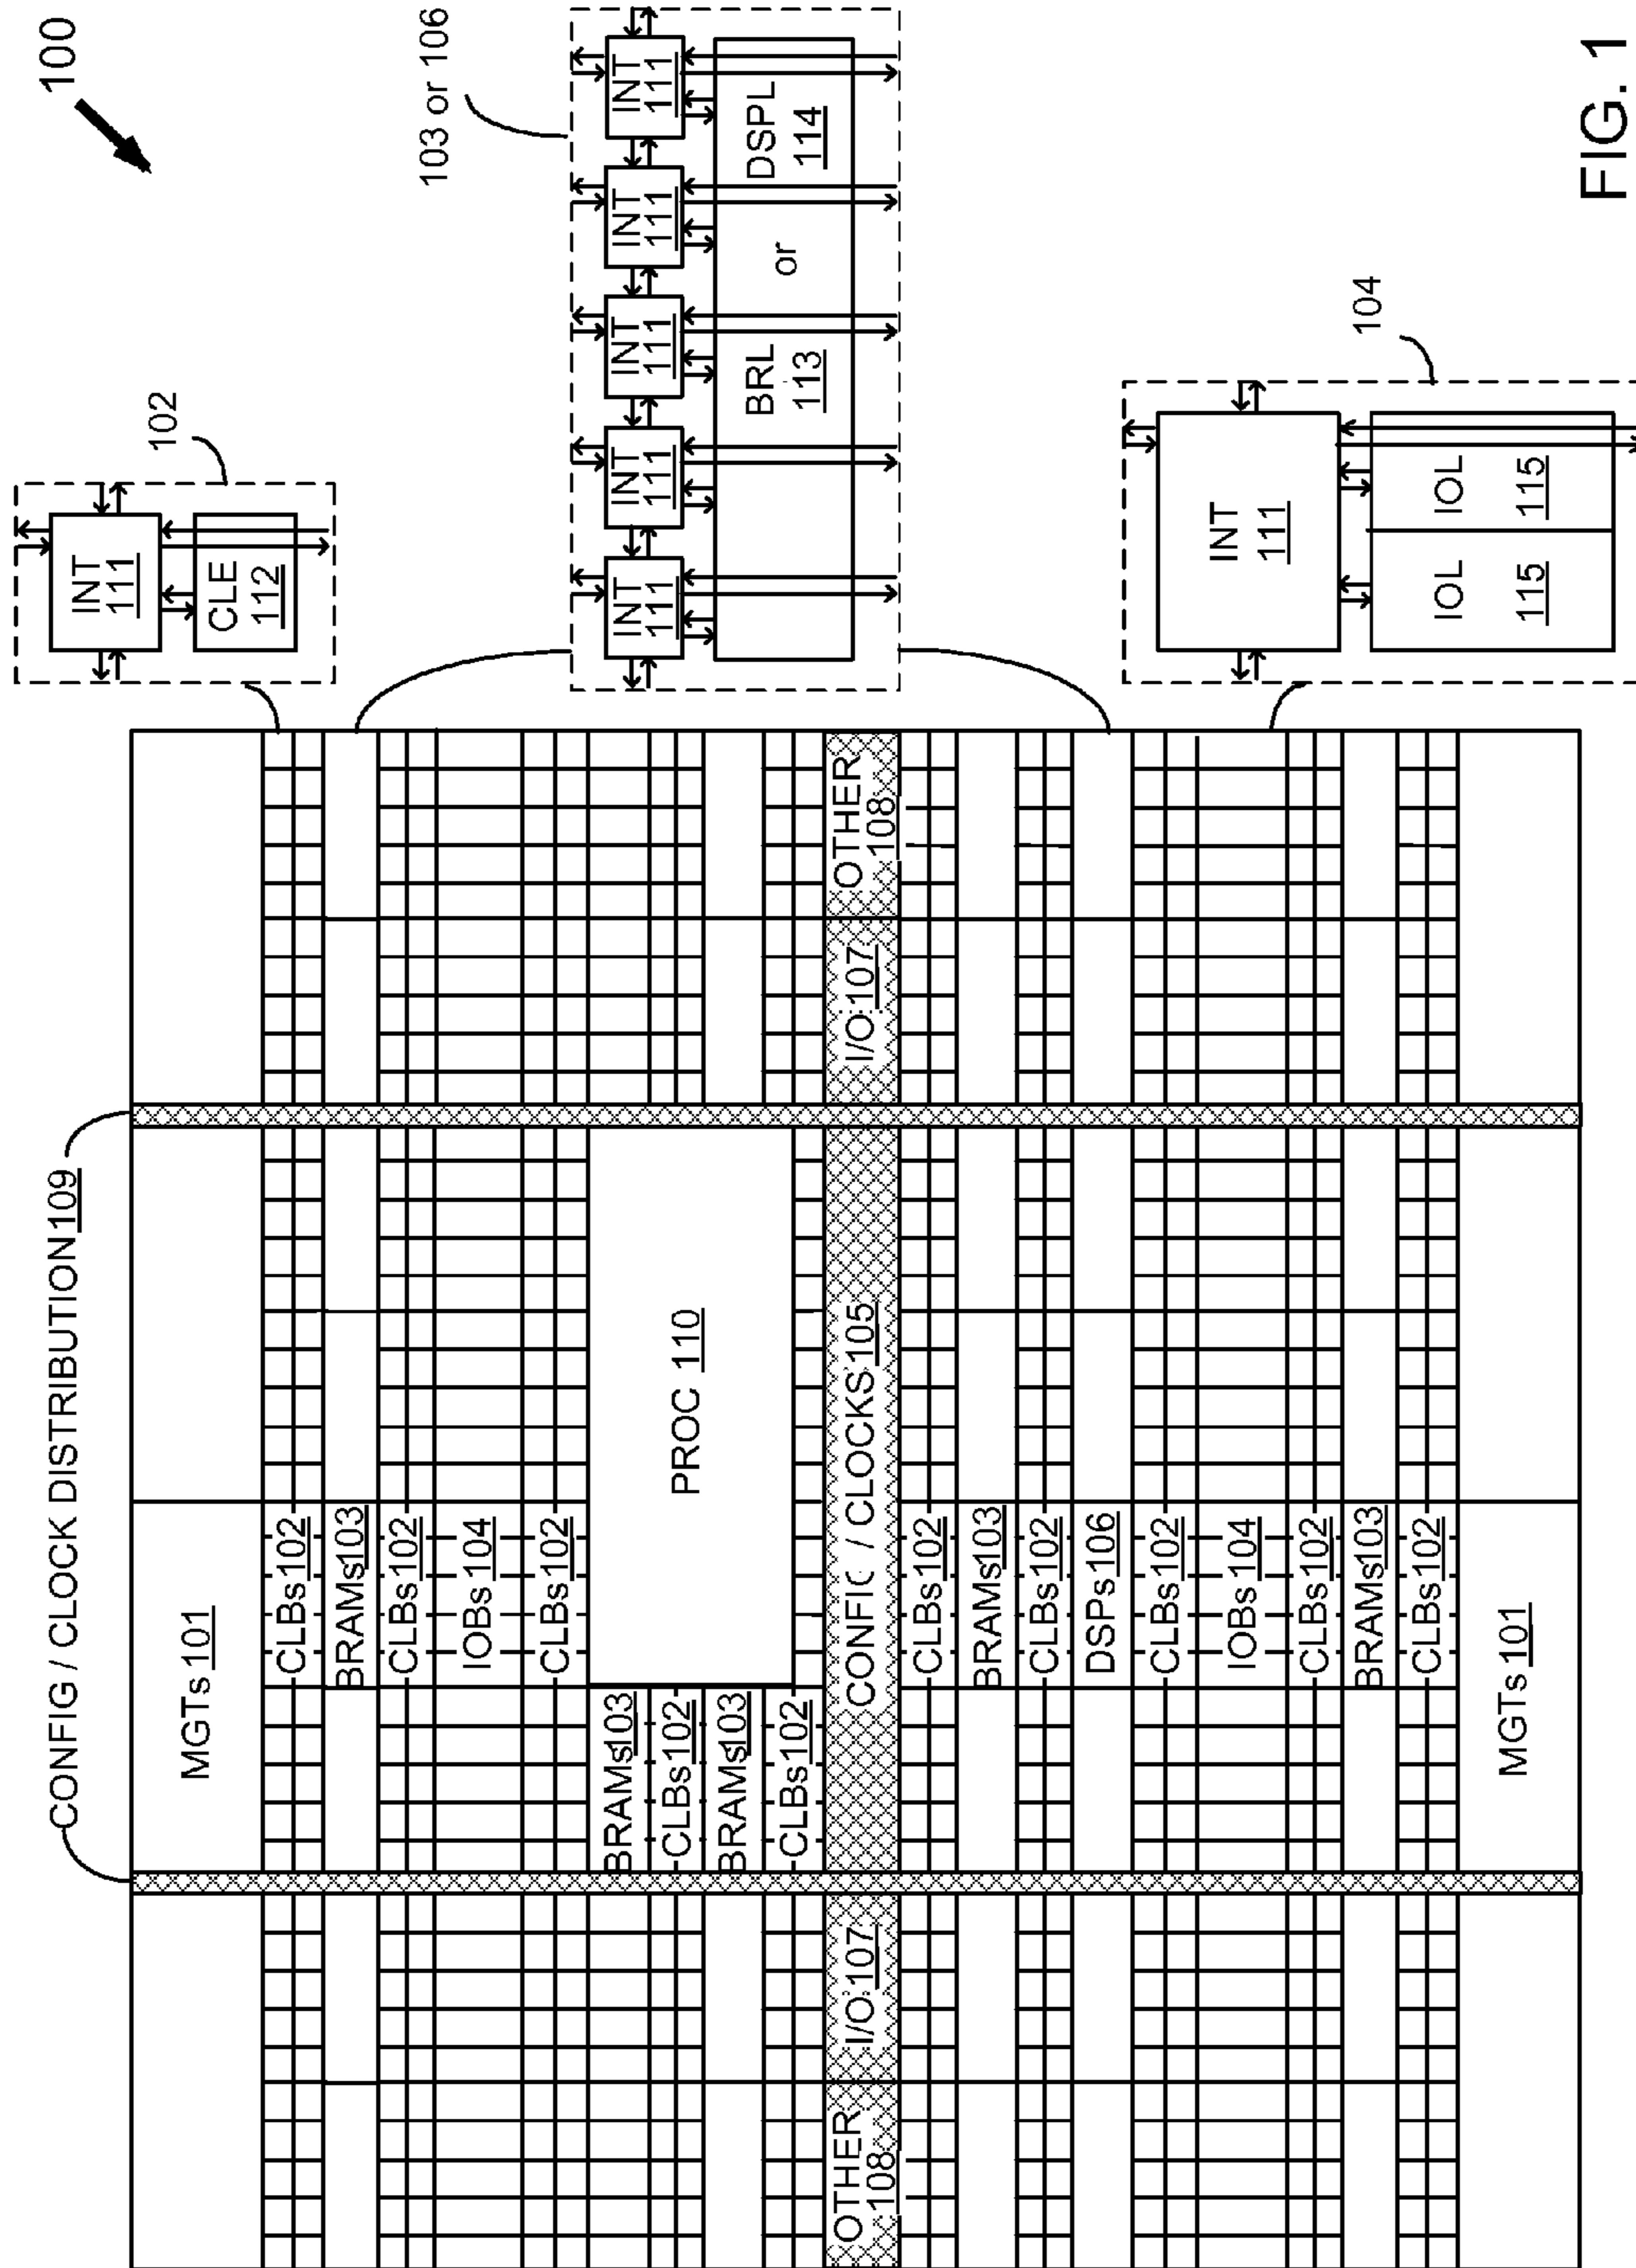 100
FIG. 1
CONFIG / CLOCK DISTRIBUTION 109
102
INT
111
CLE
112
103 or 106
INT
111
INT
111
INT
111
INT
111
INT
111
BRL
113
or
DSPL
114
104
INT
111
IOL
115
IOL
115
MGTs 101
CLBs 102
BRAMs 103
CLBs 102
IOBs 104
CLBs 102
PROC 110
BRAMs 103
CLBs 102
BRAMs 103
CLBs 102
OTHER
108
I/O 107
CONFIG / CLOCKS 105
I/O 107
OTHER
108
CLBs 102
BRAMs 103
CLBs 102
DSPs 106
CLBs 102
IOBs 104
CLBs 102
BRAMs 103
CLBs 102
MGTs 101